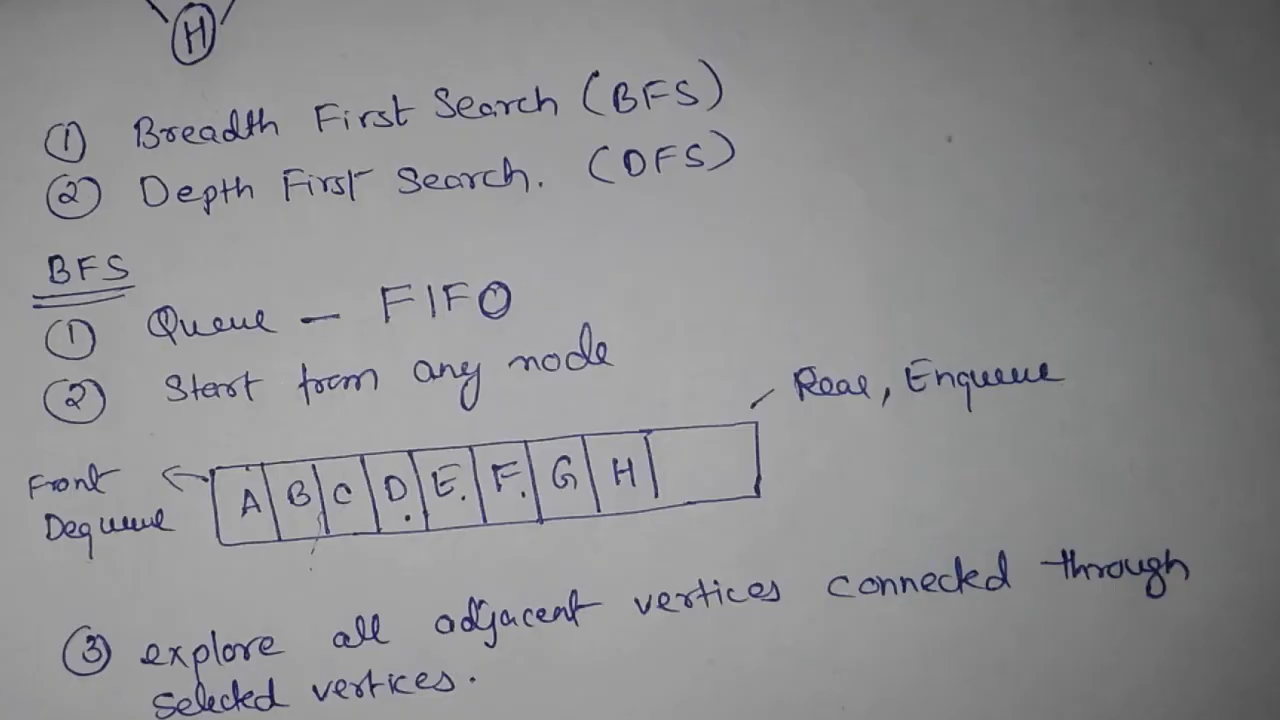 H
① Breadth First Search (BFS)
② Depth First Search. (DFS)
BFS
① Queue - FIFO
② Start from any node
Rear, Enqueue
Front
Dequeue
A B C D. E. F. G H
③ explore all adjacent vertices connected through
selected vertices.